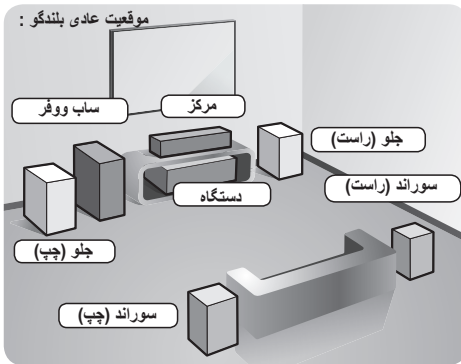 موقعیت عادی بلندگو :
مرکز
ساب ووفر
جلو (راست)
سوراند (راست)
دستگاه
جلو (چپ)
سوراند (چپ)